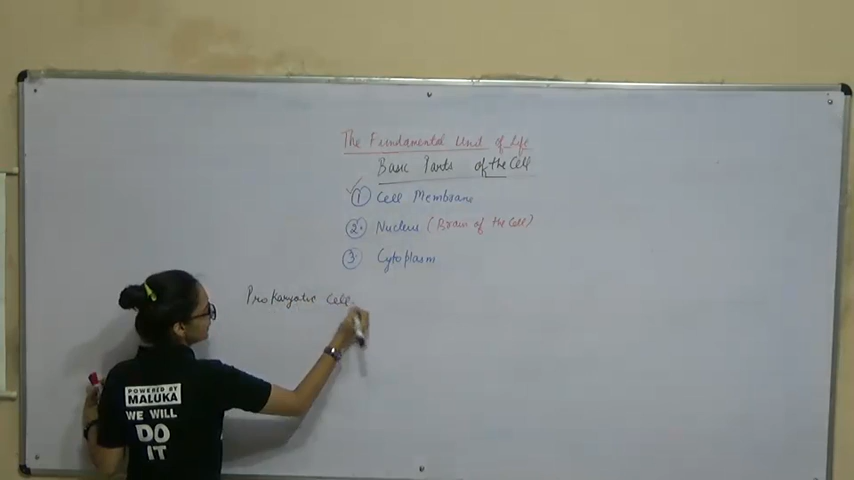 The Fundamental Unit of Life
Basic Parts of the Cell
1 Cell Membrane
2. Nucleus (Brain of the Cell)
3. Cytoplasm
Prokaryotic Cell
POWERED BY
MALUKA
WE WILL
DO
IT